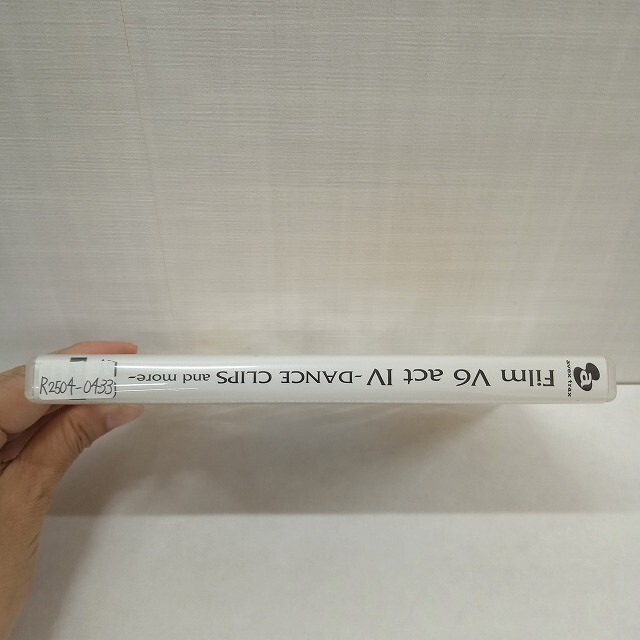 Film V6 act IV -DANCE CLIPS and more-
a
avex trax
R2504-0433